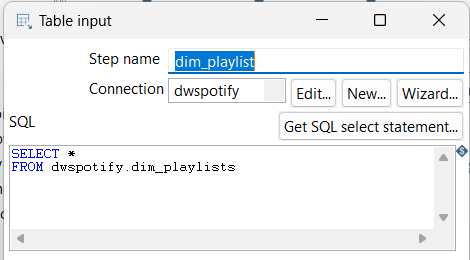 Table input
Step name dim_playlist
Connection dwspotify Edit... New... Wizard...
SQL Get SQL select statement...
SELECT *
FROM dwspotify.dim_playlists